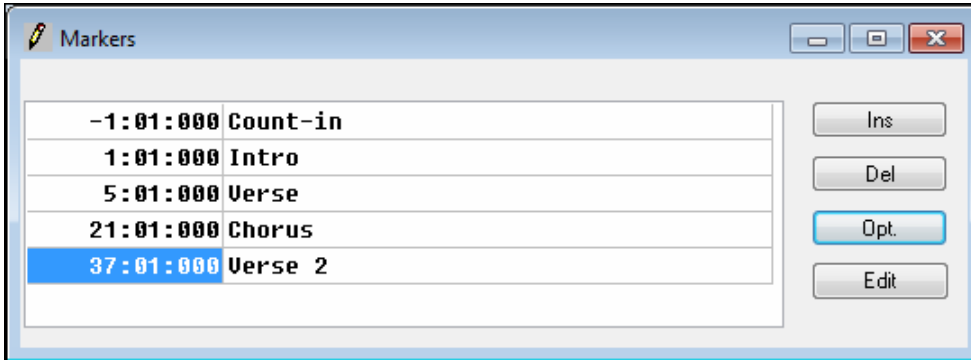 Markers
-1:01:000 Count-in
1:01:000 Intro
5:01:000 Verse
21:01:000 Chorus
37:01:000 Verse 2
Ins
Del
Opt.
Edit